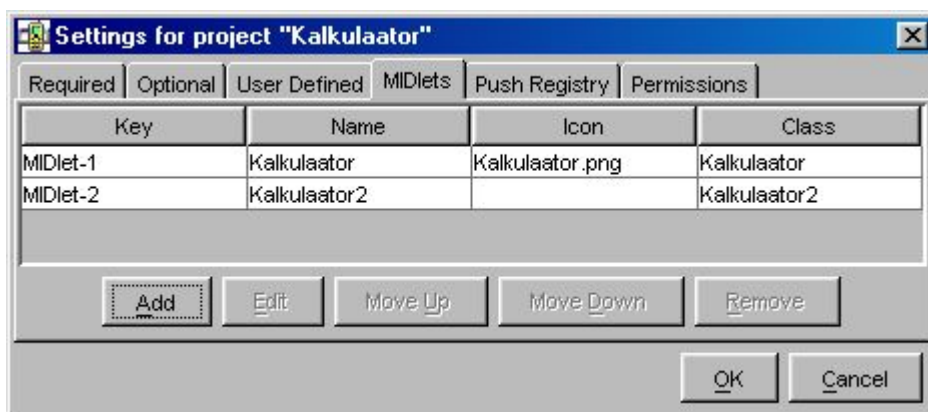 Settings for project "Kalkulaator"
Required Optional User Defined MIDlets Push Registry Permissions
Key Name Icon Class
MIDlet-1 Kalkulaator Kalkulaator.png Kalkulaator
MIDlet-2 Kalkulaator2 Kalkulaator2
Add Edit Move Up Move Down Remove
OK Cancel